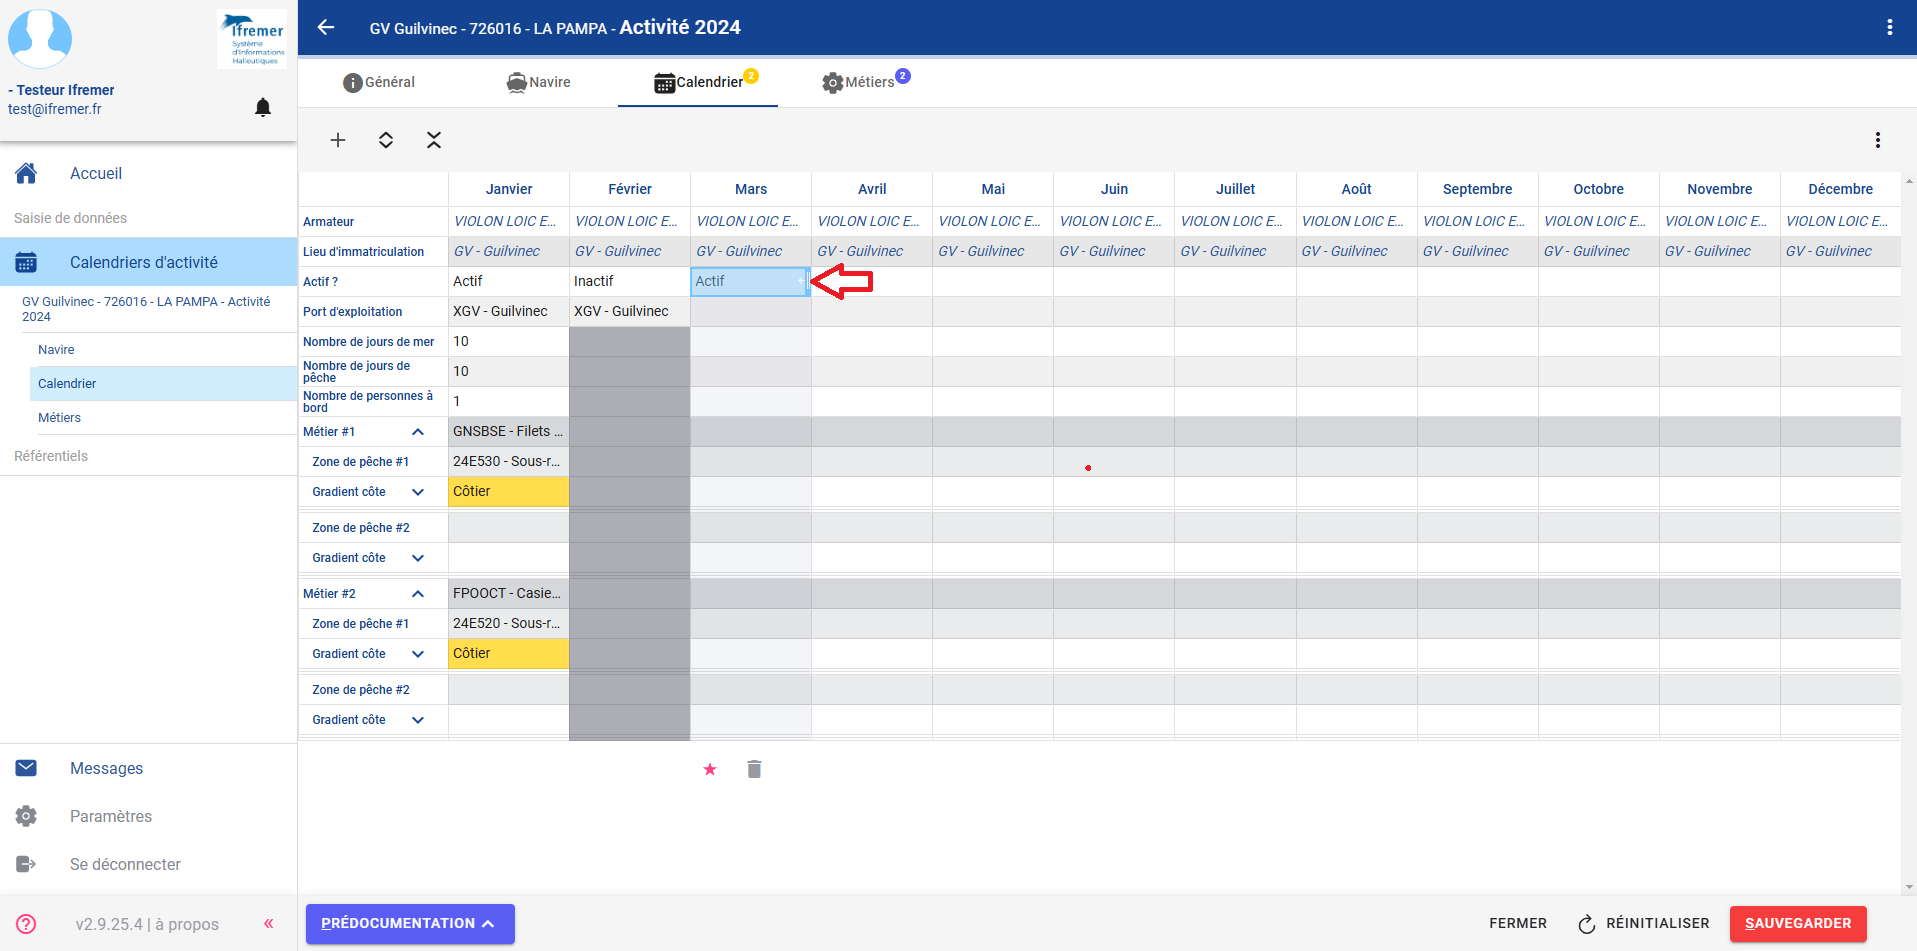 Ifremer
Système
d'Informations
Halieutiques
- Testeur Ifremer
test@ifremer.fr
Accueil
Saisie de données
Calendriers d'activité
GV Guilvinec - 726016 - LA PAMPA - Activité
2024
Navire
Calendrier
Métiers
Référentiels
Messages
Paramètres
Se déconnecter
v2.9.25.4 | à propos «
GV Guilvinec - 726016 - LA PAMPA - Activité 2024
Général Navire Calendrier 2 Métiers 2
Janvier Février Mars Avril Mai Juin Juillet Août Septembre Octobre Novembre Décembre
Armateur VIOLON LOIC E... VIOLON LOIC E... VIOLON LOIC E... VIOLON LOIC E... VIOLON LOIC E... VIOLON LOIC E... VIOLON LOIC E... VIOLON LOIC E... VIOLON LOIC E... VIOLON LOIC E... VIOLON LOIC E... VIOLON LOIC E...
Lieu d'immatriculation GV - Guilvinec GV - Guilvinec GV - Guilvinec GV - Guilvinec GV - Guilvinec GV - Guilvinec GV - Guilvinec GV - Guilvinec GV - Guilvinec GV - Guilvinec GV - Guilvinec GV - Guilvinec
Actif ? Actif Inactif Actif
Port d'exploitation XGV - Guilvinec XGV - Guilvinec
Nombre de jours de mer 10
Nombre de jours de
pêche 10
Nombre de personnes à
bord 1
Métier #1 GNSBSE - Filets ...
Zone de pêche #1 24E530 - Sous-r...
Gradient côte Côtier
Zone de pêche #2
Gradient côte
Métier #2 FPOOCT - Casie...
Zone de pêche #1 24E520 - Sous-r...
Gradient côte Côtier
Zone de pêche #2
Gradient côte
PRÉDOCUMENTATION FERMER RÉINITIALISER SAUVEGARDER